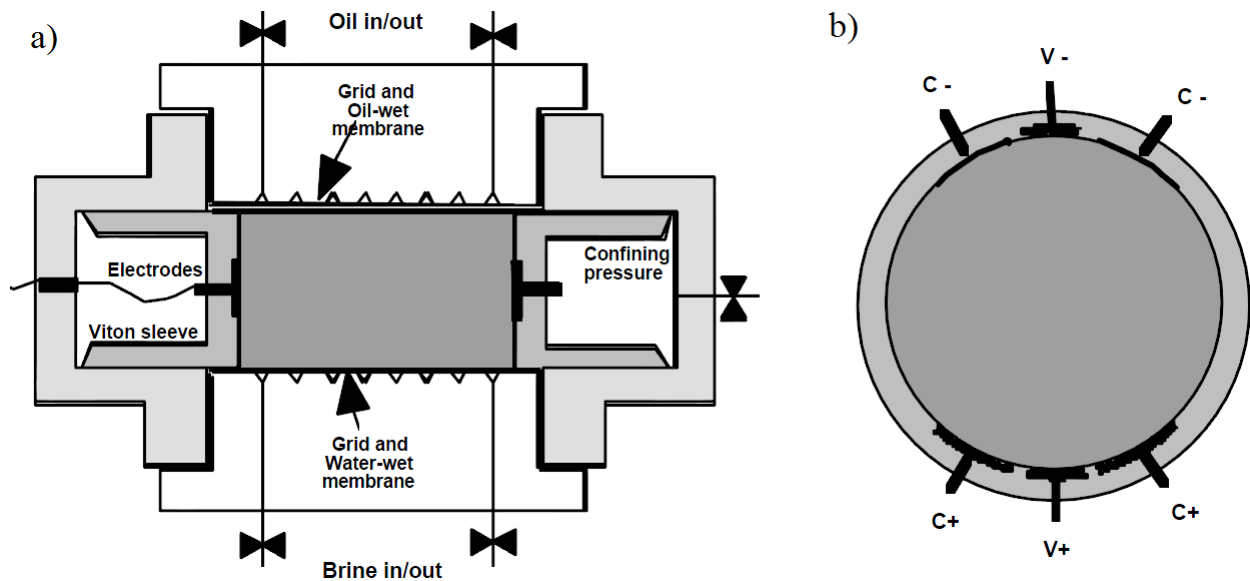 a)
Oil in/out
Grid and
Oil-wet
membrane
Electrodes
Viton sleeve
Confining
pressure
Grid and
Water-wet
membrane
Brine in/out
b)
V -
C -
C -
C+
C+
V+